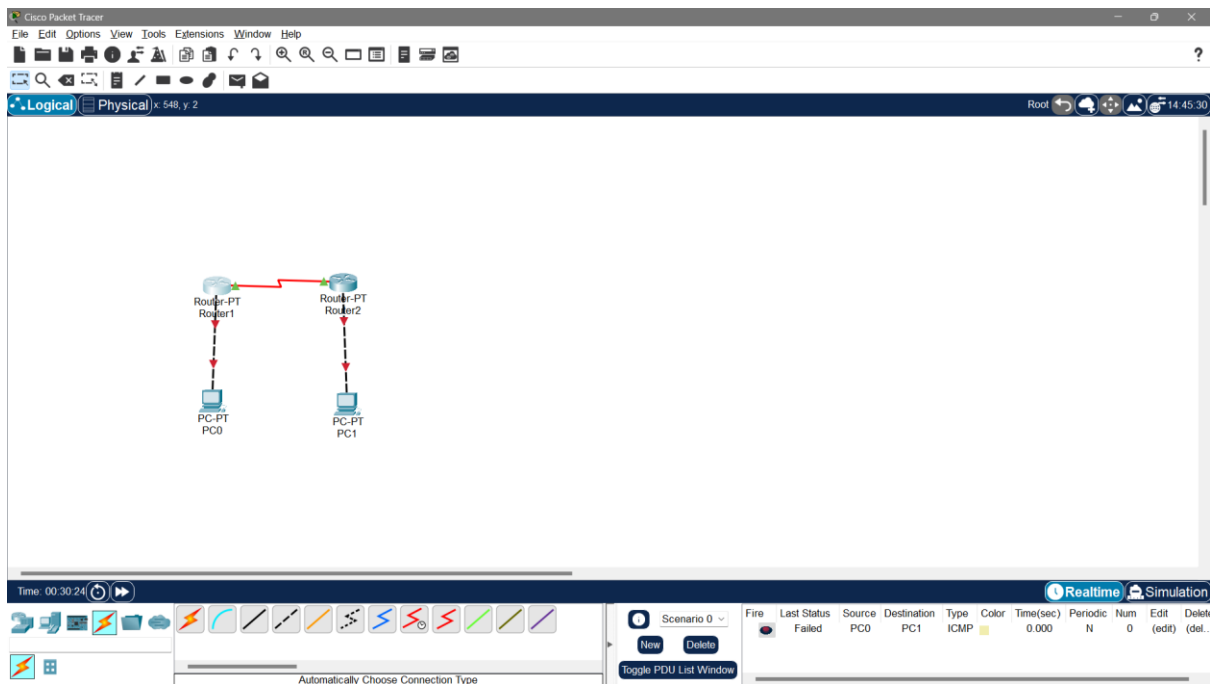 Cisco Packet Tracer
File Edit Options View Tools Extensions Window Help
?
Logical Physical x: 548, y: 2 Root 14:45:30
Router-PT
Router1
Router-PT
Router2
PC-PT
PC0
PC-PT
PC1
Time: 00:30:24 Realtime Simulation
Scenario 0
New Delete
Toggle PDU List Window
Fire Last Status Source Destination Type Color Time(sec) Periodic Num Edit Delete
Failed PC0 PC1 ICMP 0.000 N 0 (edit) (del...
Automatically Choose Connection Type